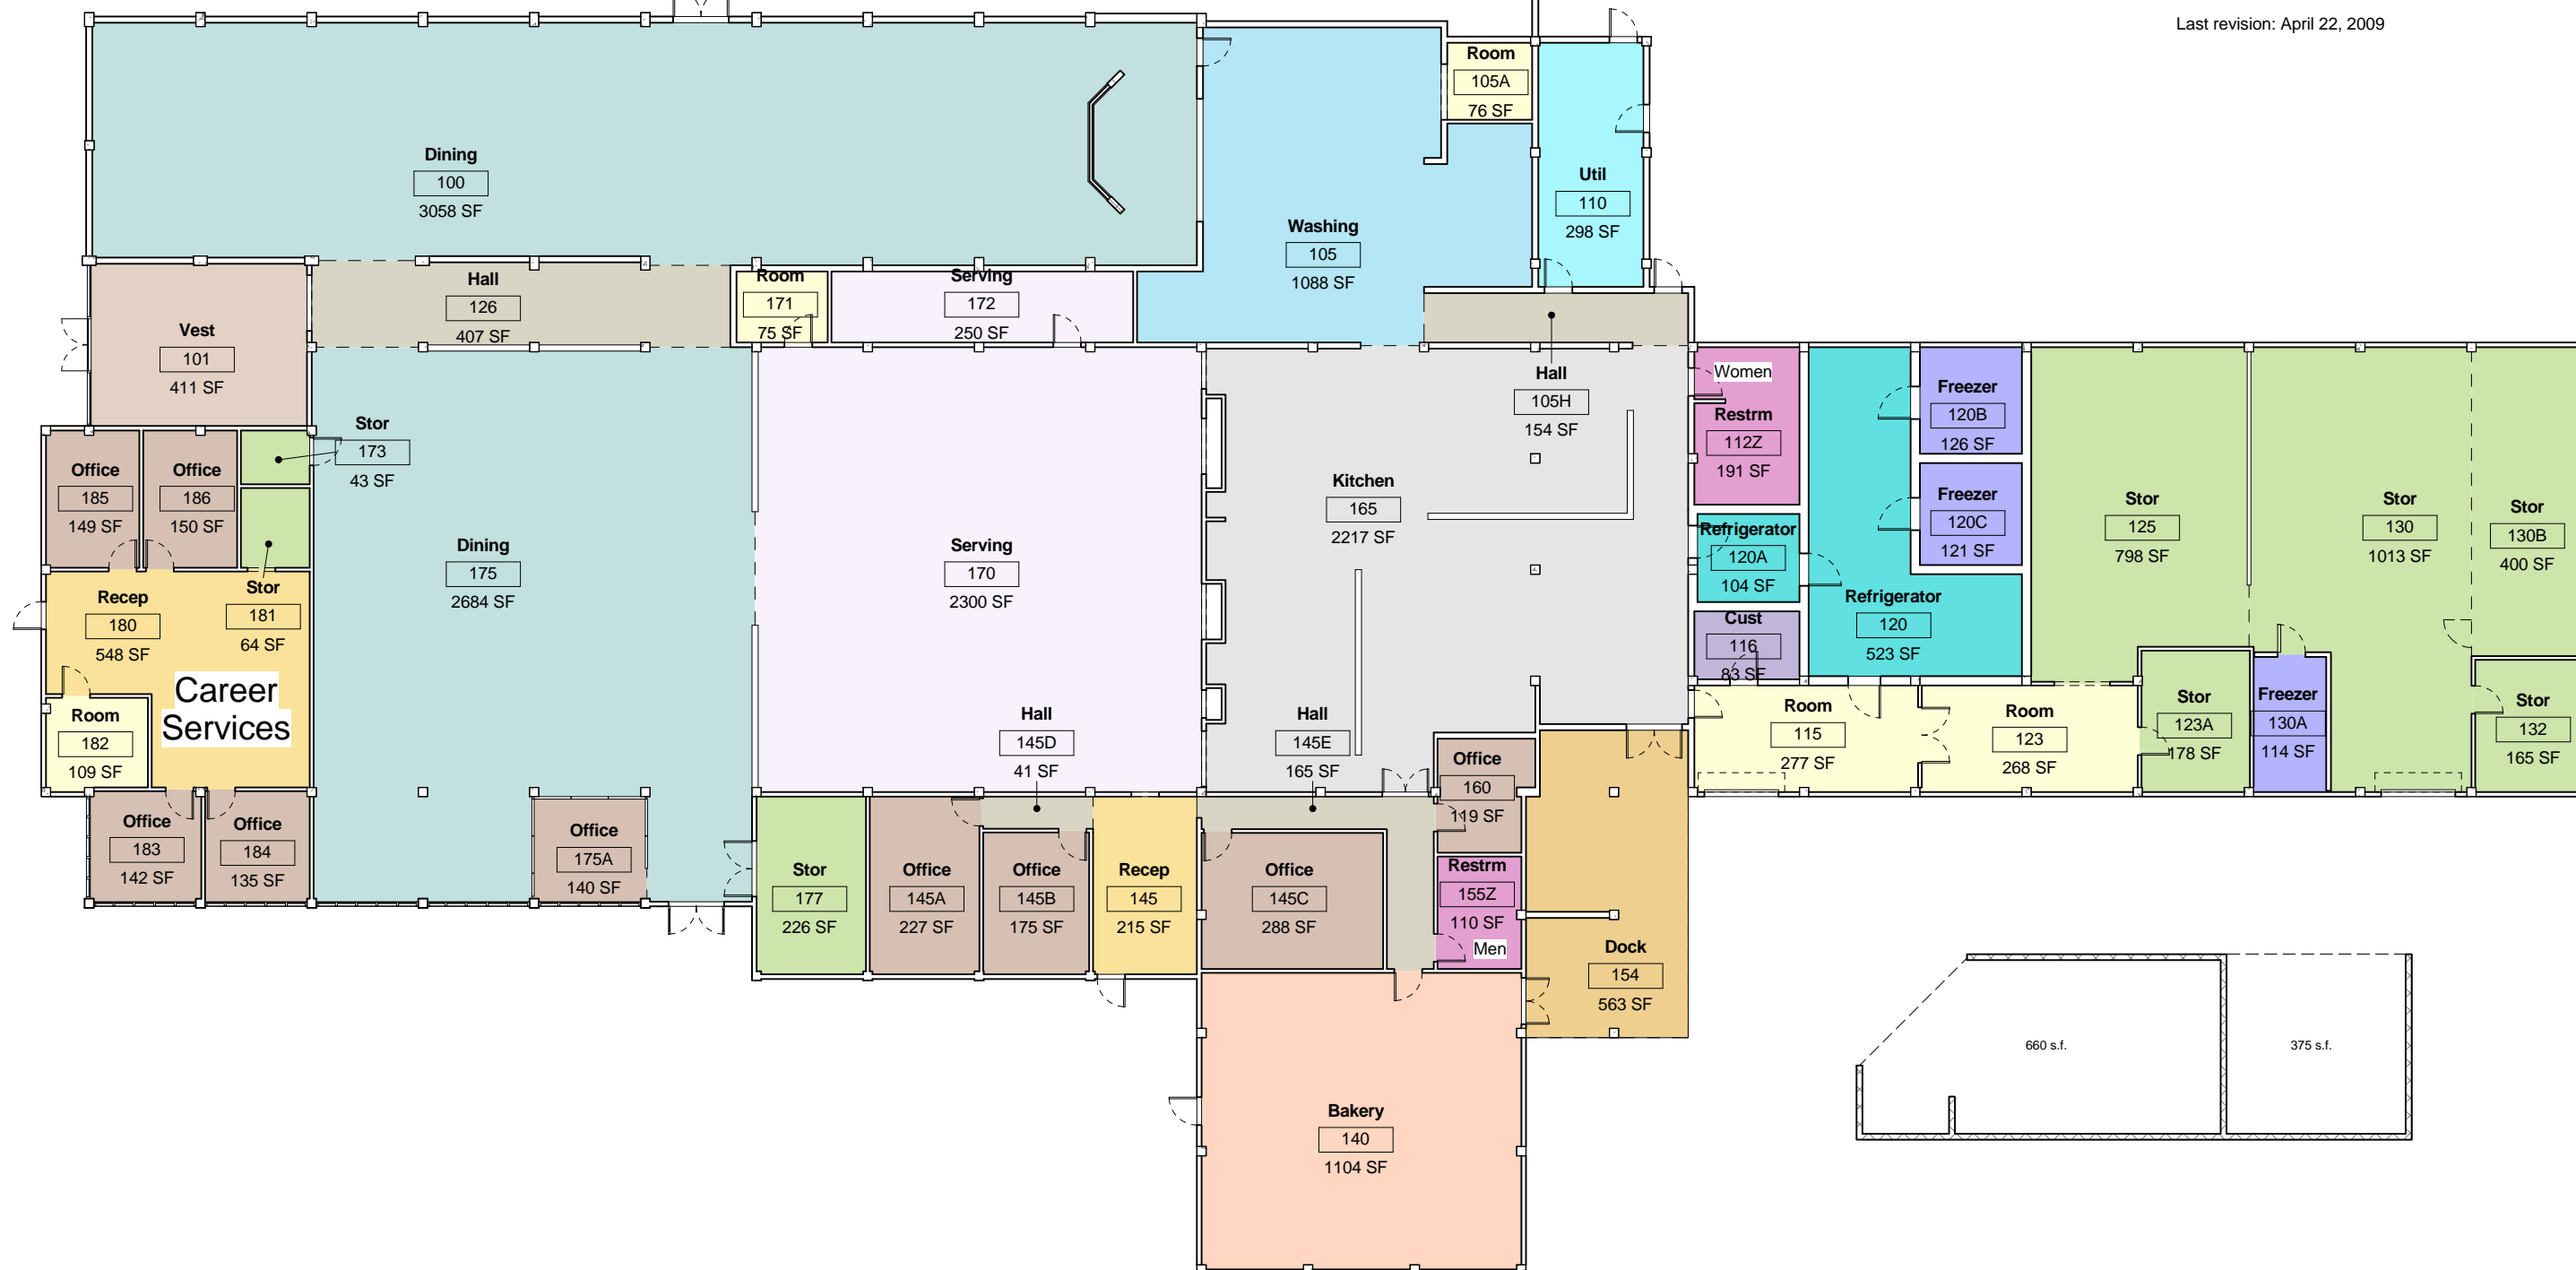 Last revision: April 22, 2009
Room
105A
76 SF
Dining
100
3058 SF
Util
110
298 SF
Washing
105
1088 SF
Hall
126
407 SF
Room
171
75 SF
Serving
172
250 SF
Vest
101
411 SF
Hall
105H
154 SF
Women
Restrm
112Z
191 SF
Freezer
120B
126 SF
Stor
173
43 SF
Office
185
149 SF
Office
186
150 SF
Kitchen
165
2217 SF
Freezer
120C
121 SF
Stor
125
798 SF
Stor
130
1013 SF
Stor
130B
400 SF
Refrigerator
120A
104 SF
Dining
175
2684 SF
Serving
170
2300 SF
Stor
181
64 SF
Recep
180
548 SF
Refrigerator
120
523 SF
Cust
116
83 SF
Career
Services
Room
182
109 SF
Hall
145D
41 SF
Hall
145E
165 SF
Room
115
277 SF
Room
123
268 SF
Stor
123A
178 SF
Freezer
130A
114 SF
Stor
132
165 SF
Office
160
119 SF
Office
183
142 SF
Office
184
135 SF
Office
175A
140 SF
Stor
177
226 SF
Office
145A
227 SF
Office
145B
175 SF
Recep
145
215 SF
Office
145C
288 SF
Restrm
155Z
110 SF
Men
Dock
154
563 SF
660 s.f.
375 s.f.
Bakery
140
1104 SF